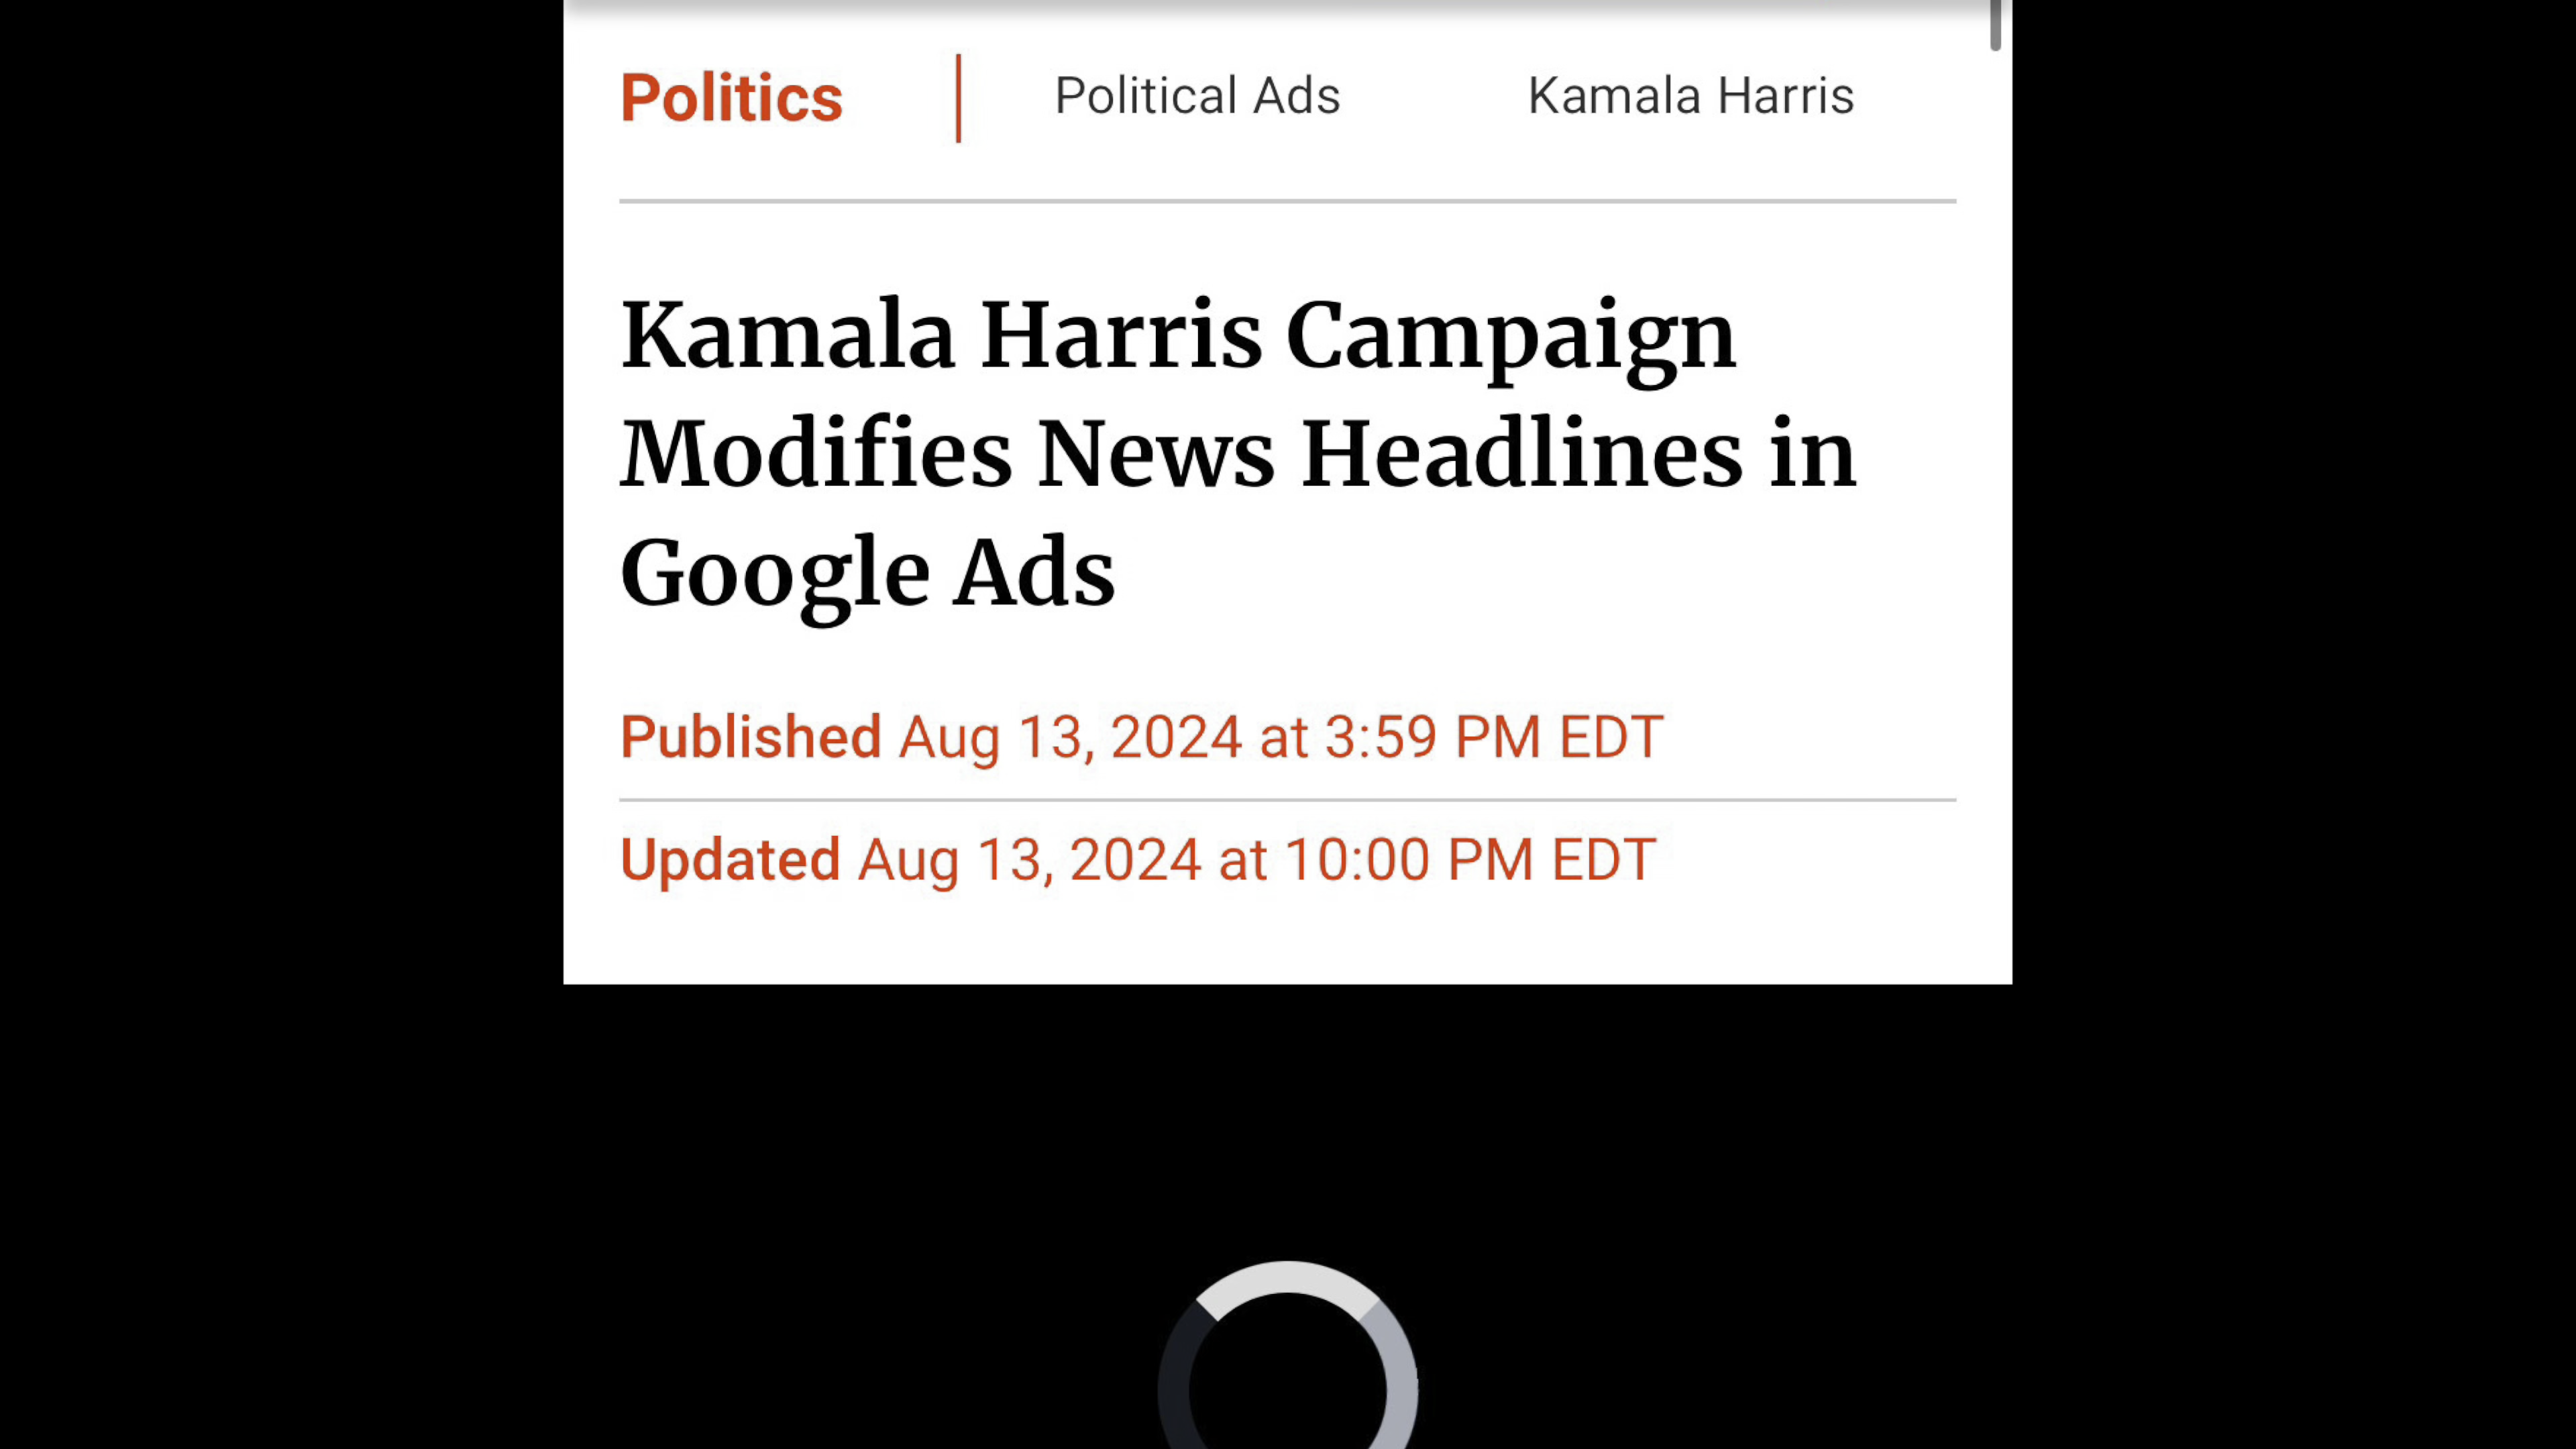 Politics | Political Ads Kamala Harris
Kamala Harris Campaign
Modifies News Headlines in
Google Ads
Published Aug 13, 2024 at 3:59 PM EDT
Updated Aug 13, 2024 at 10:00 PM EDT